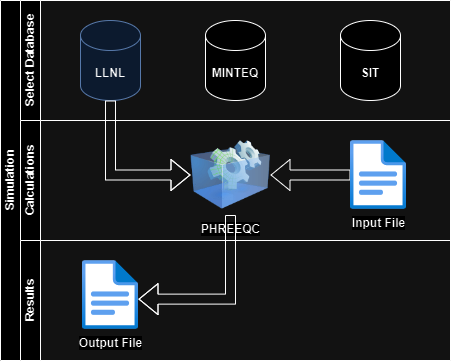 Simulation
Select Database
LLNL
MINTEQ
SIT
Calculations
PHREEQC
Input File
Results
Output File